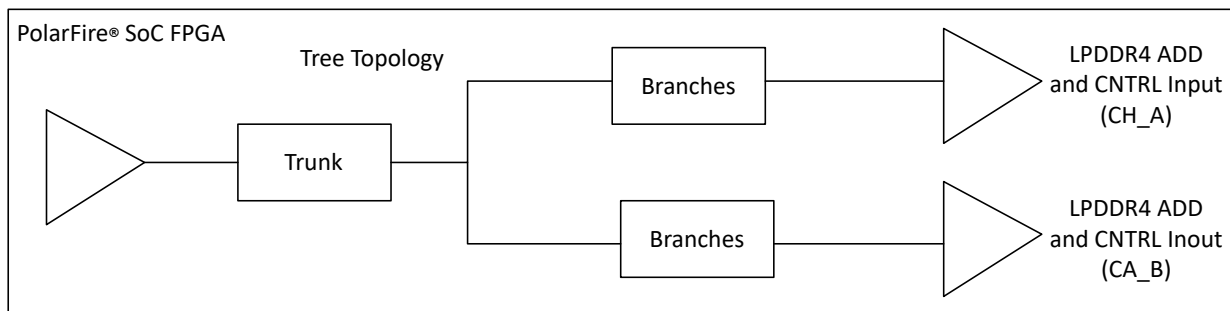 PolarFire® SoC FPGA
Tree Topology
Trunk
Branches
LPDDR4 ADD
and CNTRL Input
(CH_A)
Branches
LPDDR4 ADD
and CNTRL Inout
(CA_B)